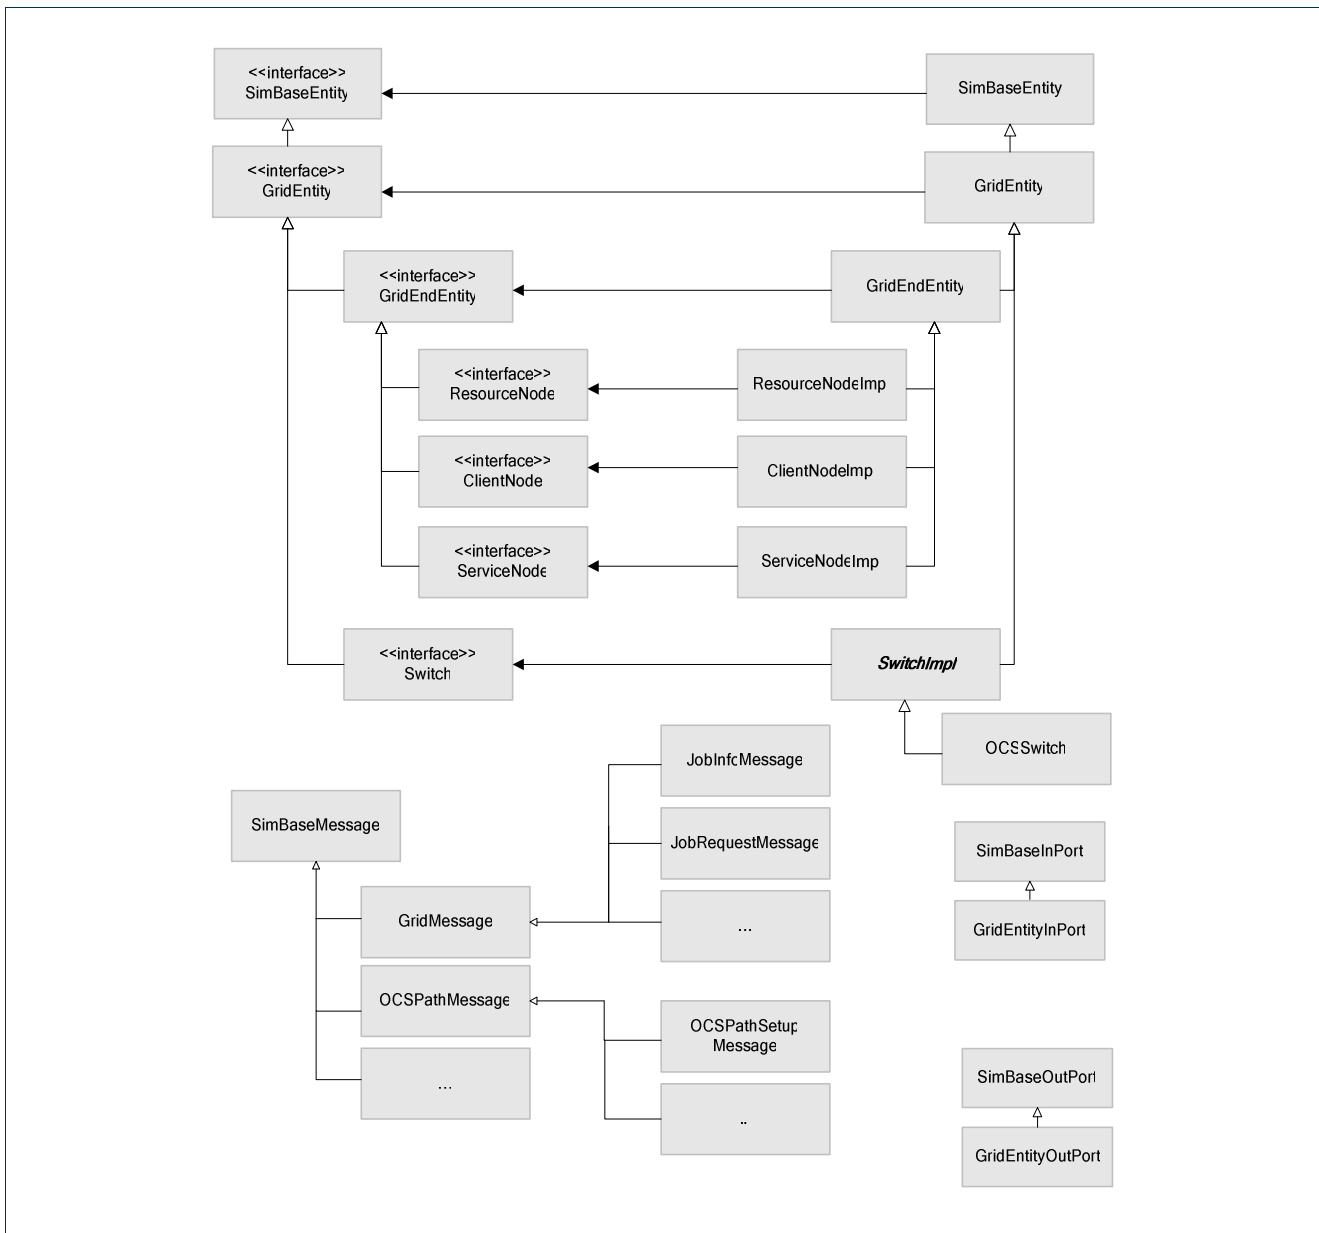 <<interface>>
SimBaseEntity
SimBaseEntity
<<interface>>
GridEntity
GridEntity
<<interface>>
GridEndEntity
GridEndEntity
<<interface>>
ResourceNode
ResourceNodeImp
<<interface>>
ClientNode
ClientNodeImp
<<interface>>
ServiceNode
ServiceNodeImp
<<interface>>
Switch
SwitchImpl
OCSSwitch
JobInfoMessage
SimBaseMessage
JobRequestMessage
SimBaseInPort
GridMessage
...
GridEntityInPort
OCSPathMessage
OCSPathSetup
Message
...
SimBaseOutPort
..
GridEntityOutPort